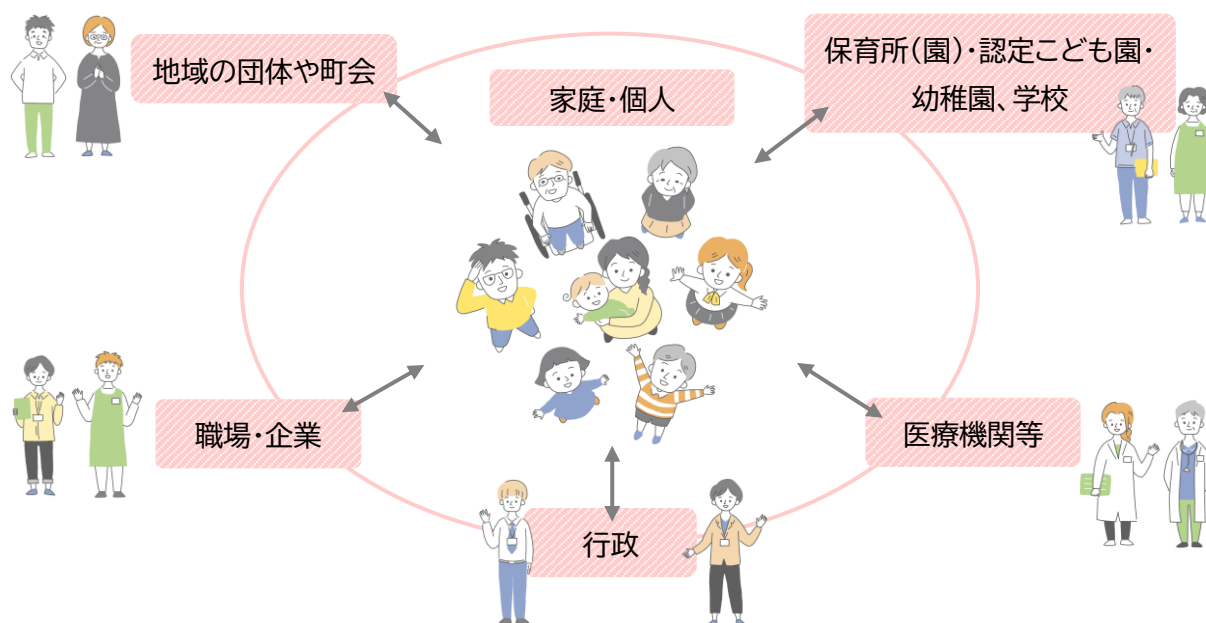 地域の団体や町会
家庭・個人
保育所(園)・認定こども園・
幼稚園、学校
職場・企業
医療機関等
行政